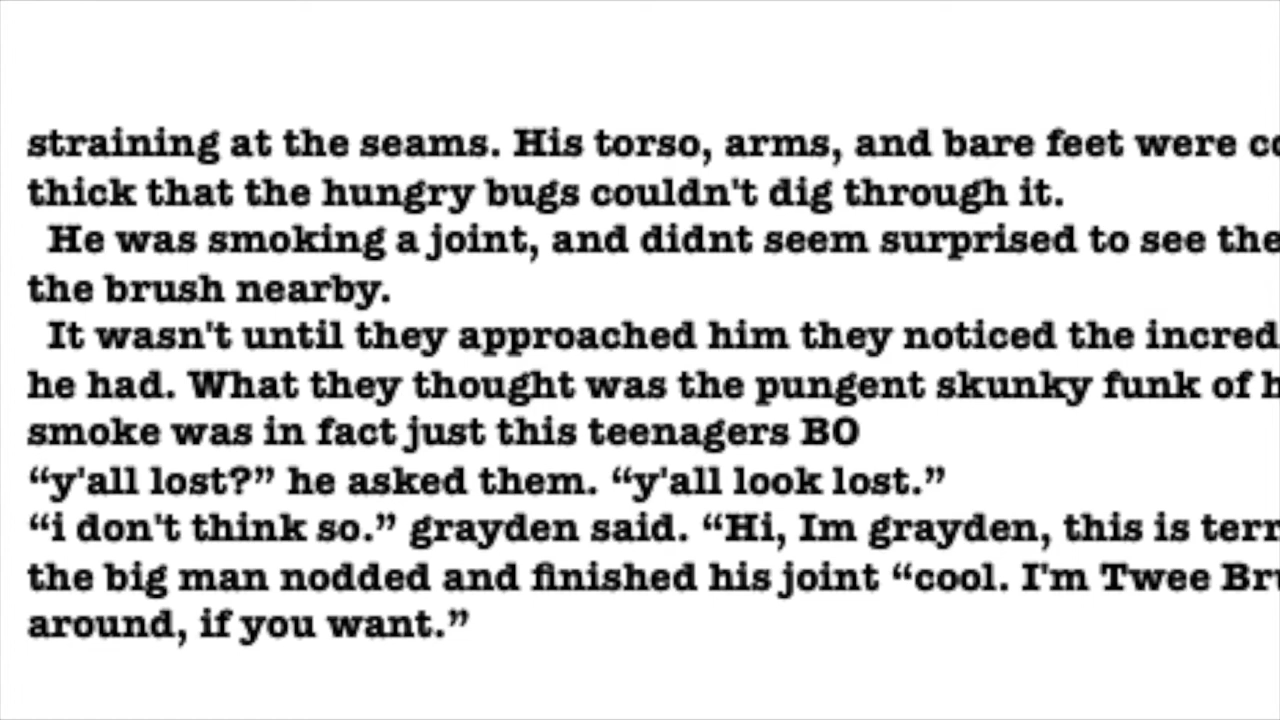 straining at the seams. His torso, arms, and bare feet were
thick that the hungry bugs couldn't dig through it.
He was smoking a joint, and didnt seem surprised to see
the brush nearby.
It wasn't until they approached him they noticed the
he had. What they thought was the pungent skunky funk of
smoke was in fact just this teenagers BO
“y'all lost?” he asked them. “y'all look lost.”
“i don't think so.” grayden said. “Hi, Im grayden, this is
the big man nodded and finished his joint “cool. I'm Twee
around, if you want.”